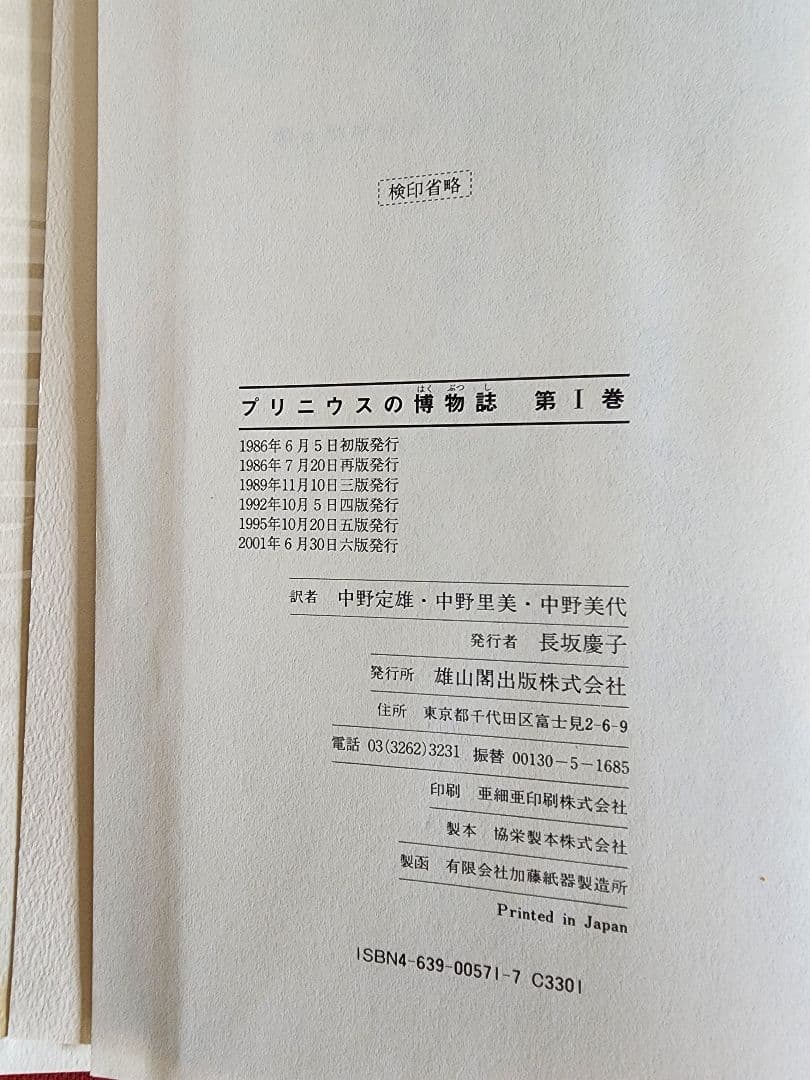 検印省略
プリニウスの博物誌 第I巻
はく ぶつ し
1986年6月5日初版発行
1986年7月20日再版発行
1989年11月10日三版発行
1992年10月5日四版発行
1995年10月20日五版発行
2001年6月30日六版発行
訳者 中野定雄・中野里美・中野美代
発行者 長坂慶子
発行所 雄山閣出版株式会社
住所 東京都千代田区富士見2-6-9
電話 03(3262)3231 振替 00130-5-1685
印刷 亜細亜印刷株式会社
製本 協栄製本株式会社
製函 有限会社加藤紙器製造所
Printed in Japan
ISBN4-639-00571-7 C3301